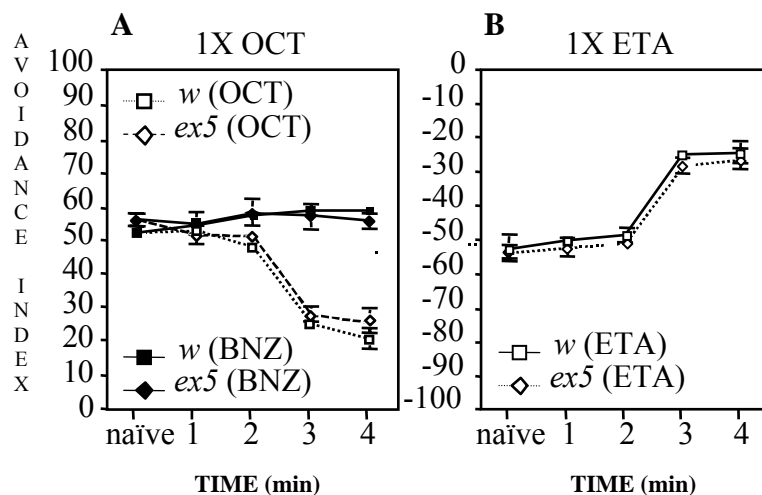 AVOIDANCE INDEX
A
1X OCT
100
90
80
70
60
50
40
30
20
10
0
w (OCT)
ex5 (OCT)
w (BNZ)
ex5 (BNZ)
naïve 1 2 3 4
TIME (min)
B
1X ETA
0
-10
-20
-30
-40
-50
-60
-70
-80
-90
-100
w (ETA)
ex5 (ETA)
naïve 1 2 3 4
TIME (min)